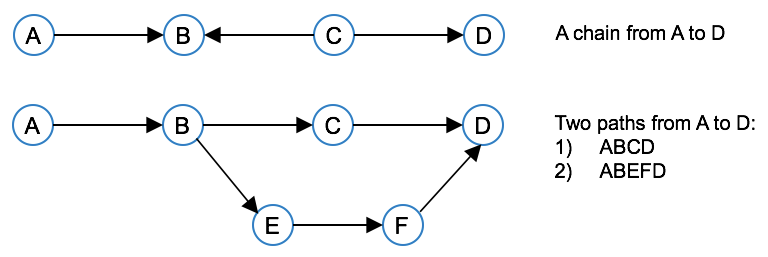 A B C D A chain from A to D
A B C D Two paths from A to D:
1) ABCD
2) ABEFD
E F